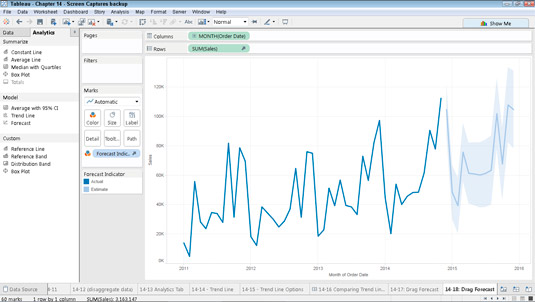 Tableau - Chapter 14 - Screen Captures backup
File Data Worksheet Dashboard Story Analysis Map Format Server Window Help
Abc Normal Show Me
Data Analytics
Summarize
Constant Line
Average Line
Median with Quartiles
Box Plot
Totals
Model
Average with 95% CI
Trend Line
Forecast
Custom
Reference Line
Reference Band
Distribution Band
Box Plot
Pages
Filters
Marks
Automatic
Color Size Label
Detail Toolt... Path
Forecast Indic..
Forecast Indicator
Actual
Estimate
Columns MONTH(Order Date)
Rows SUM(Sales)
120K
100K
80K
60K
40K
20K
0K
Sales
2011 2012 2013 2014 2015 2016
Month of Order Date
Data Source 14-11 14-12 (disaggregate data) 14-13 Analytics Tab 14-14 - Trend Line 14-15 - Trend Line Options 14-16 Comparing Trend Lin.. 14-17: Drag Forecast 14-18: Drag Forecast
60 marks 1 row by 1 column SUM(Sales): 3,163,147